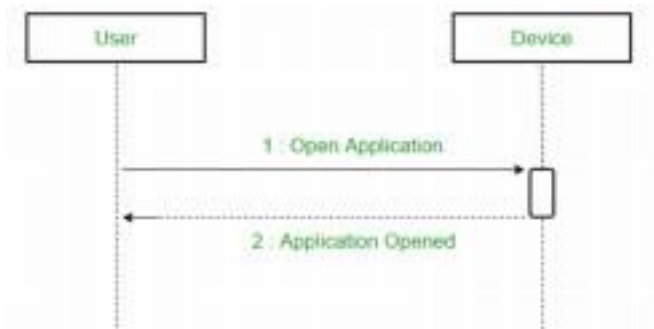 User
Device
1 : Open Application
2 : Application Opened